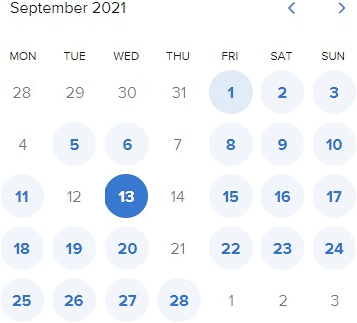 September 2021
MON TUE WED THU FRI SAT SUN
28 29 30 31 1 2 3
4 5 6 7 8 9 10
11 12 13 14 15 16 17
18 19 20 21 22 23 24
25 26 27 28 1 2 3